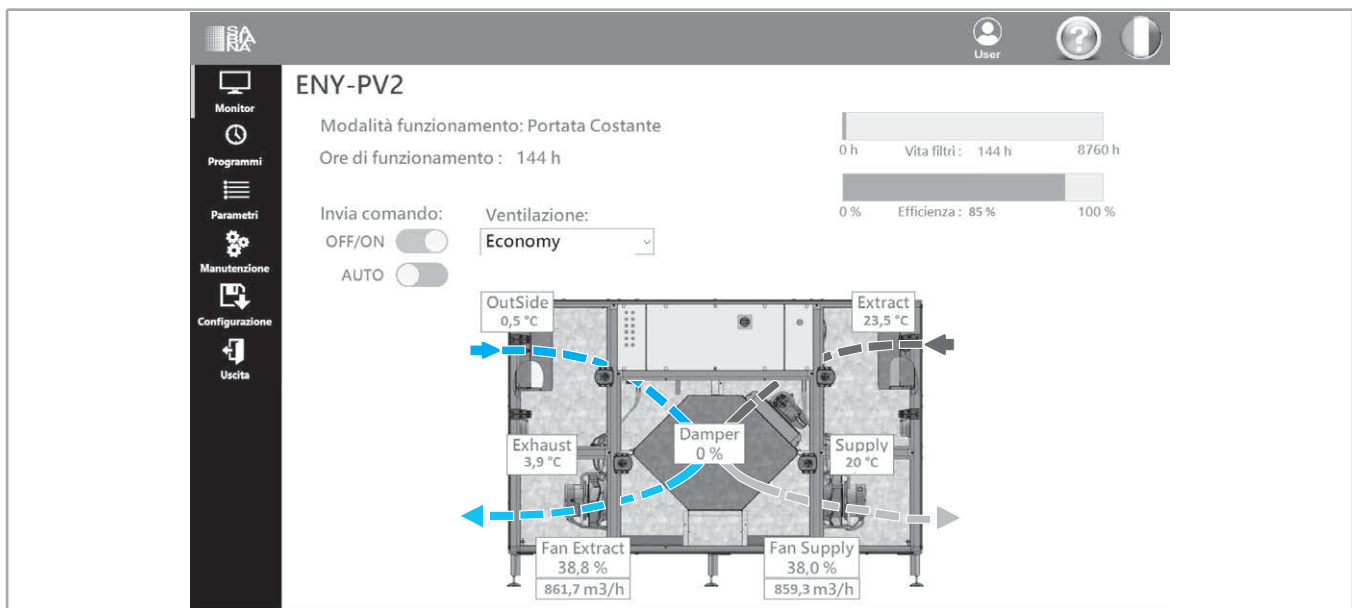 SABIANA
User
?
Monitor
Programmi
Parametri
Manutenzione
Configurazione
Uscita
ENY-PV2
Modalità funzionamento: Portata Costante
Ore di funzionamento : 144 h
0 h Vita filtri : 144 h 8760 h
0 % Efficienza : 85 % 100 %
Invia comando:
OFF/ON
AUTO
Ventilazione:
Economy
OutSide
0,5 °C
Extract
23,5 °C
Damper
0 %
Exhaust
3,9 °C
Supply
20 °C
Fan Extract
38,8 %
861,7 m3/h
Fan Supply
38,0 %
859,3 m3/h